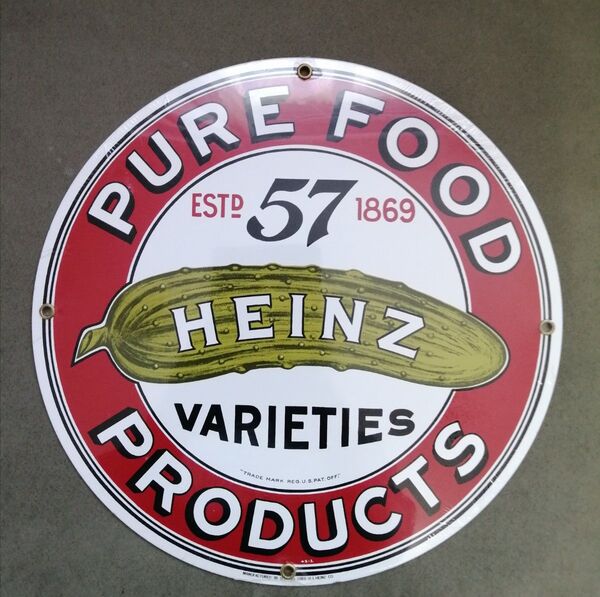 PURE FOOD
57
ESTD 1869
HEINZ
VARIETIES
"TRADE MARK REG. U.S. PAT. OFF."
PRODUCTS